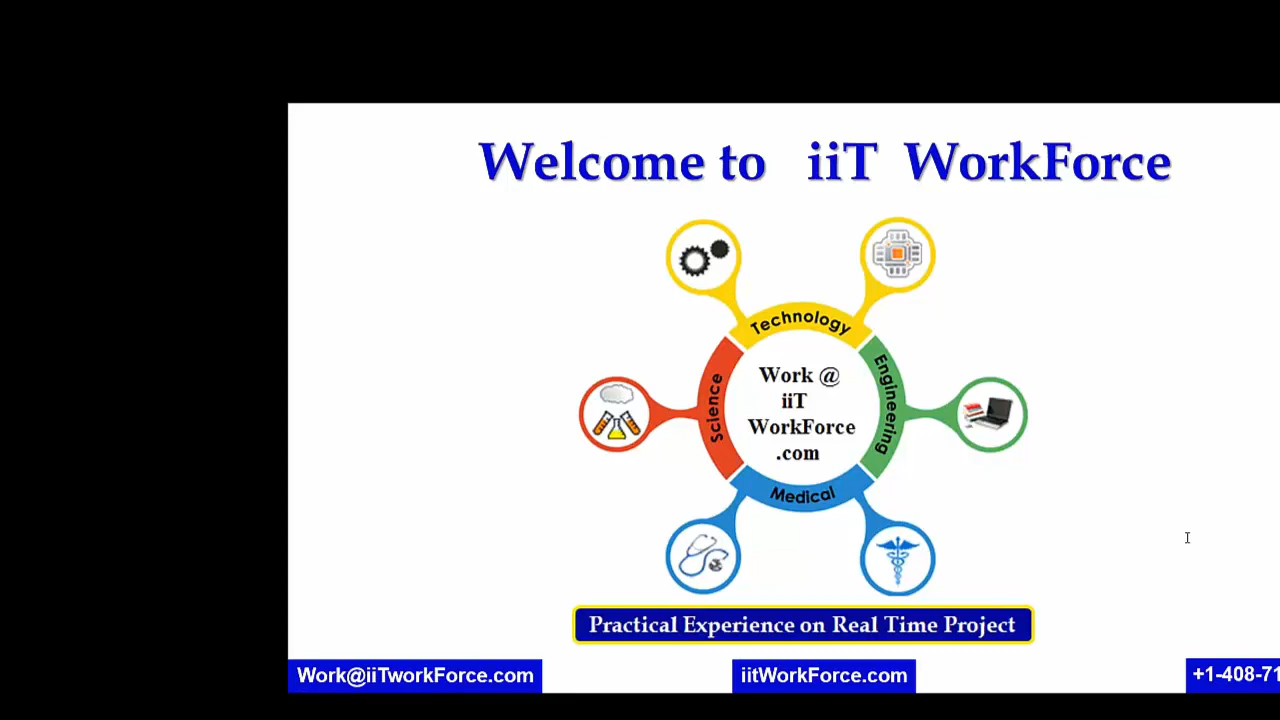 Welcome to iiT WorkForce
Technology
Science
Engineering
Work @
iiT
WorkForce
.com
Medical
Practical Experience on Real Time Project
Work@iiTworkForce.com
iitWorkForce.com
+1-408-71